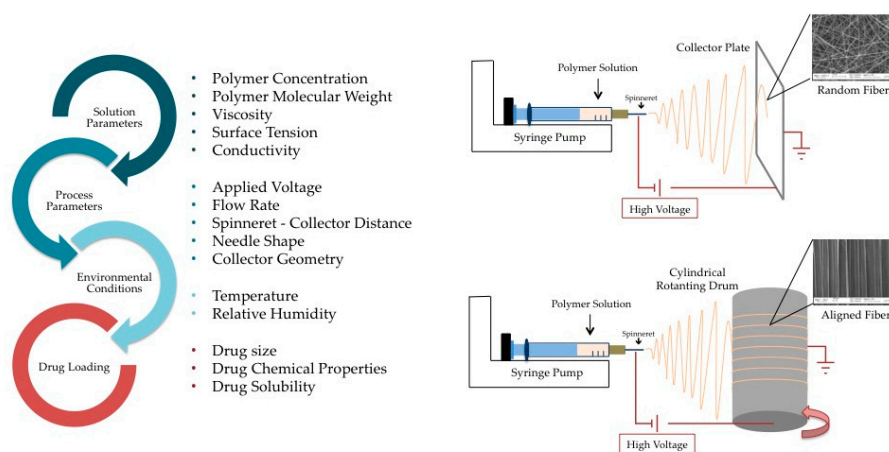 Solution
Parameters
• Polymer Concentration
• Polymer Molecular Weight
• Viscosity
• Surface Tension
• Conductivity
Process
Parameters
• Applied Voltage
• Flow Rate
• Spinneret - Collector Distance
• Needle Shape
• Collector Geometry
Environmental
Conditions
• Temperature
• Relative Humidity
Drug Loading
• Drug size
• Drug Chemical Properties
• Drug Solubility
Collector Plate
Polymer Solution
Spinneret
Syringe Pump
High Voltage
Random Fiber
Cylindrical
Rotanting Drum
Polymer Solution
Spinneret
Syringe Pump
High Voltage
Aligned Fiber